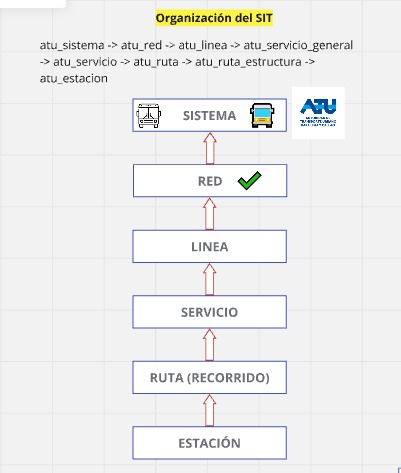 Organización del SIT
atu_sistema -> atu_red -> atu_linea -> atu_servicio_general
-> atu_servicio -> atu_ruta -> atu_ruta_estructura ->
atu_estacion
SISTEMA
ATU
RED
LINEA
SERVICIO
RUTA (RECORRIDO)
ESTACIÓN